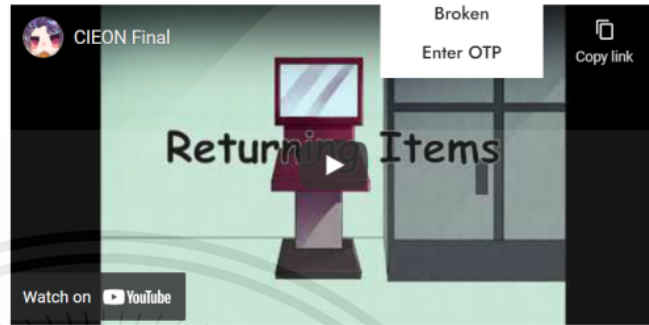 Broken
CIEON Final
Enter OTP
Copy link
Returning Items
Watch on YouTube